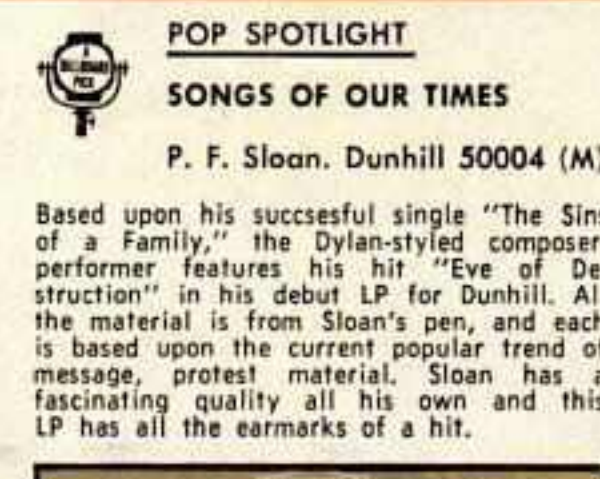 A
BILLBOARD
PICK
POP SPOTLIGHT
SONGS OF OUR TIMES
P. F. Sloan. Dunhill 50004 (M)
Based upon his succsesful single "The Sins
of a Family," the Dylan-styled composer
performer features his hit "Eve of De
struction" in his debut LP for Dunhill. Al
the material is from Sloan's pen, and each
is based upon the current popular trend of
message, protest material. Sloan has a
fascinating quality all his own and this
LP has all the earmarks of a hit.